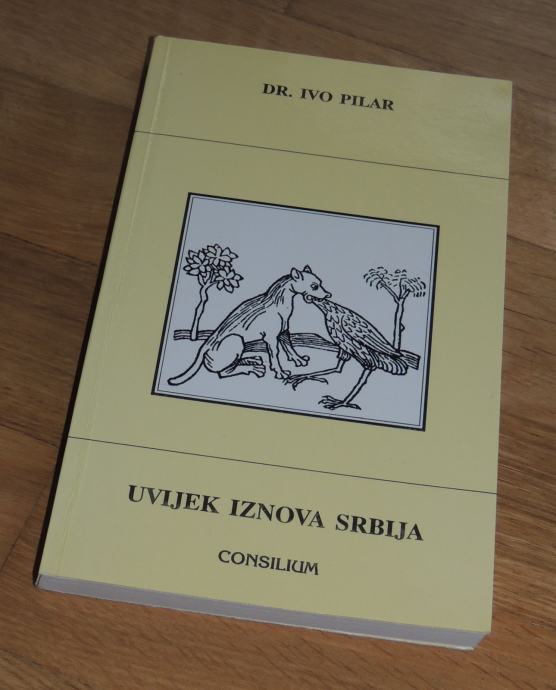 DR. IVO PILAR
UVIJEK IZNOVA SRBIJA
CONSILIUM